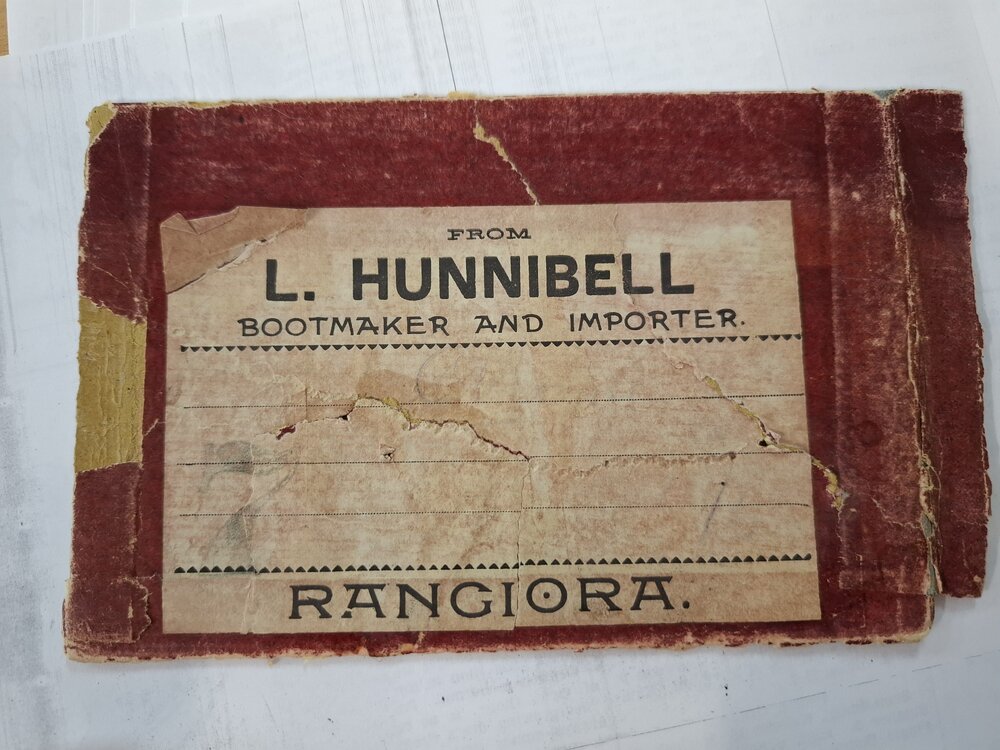 FROM
L. HUNNIBELL
BOOTMAKER AND IMPORTER.
RANGIORA.